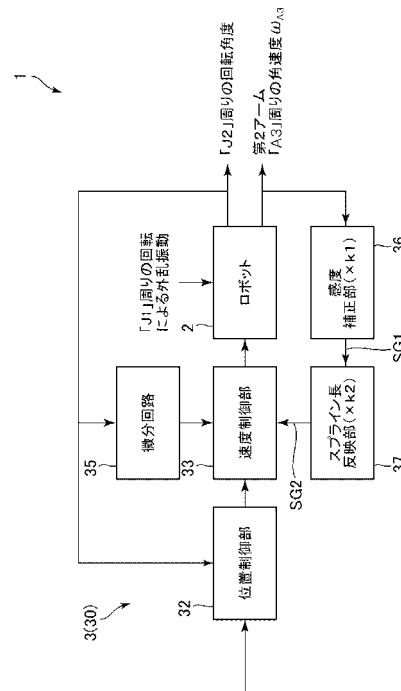 1
3(30)
「J1」周りの回転
による外乱振動
「J2」周りの回転角度
第2アーム
「A3」周りの角速度ωA3
微分回路
35
位置制御部
32
速度制御部
33
ロボット
2
SG2
スプライン長
反映部(×k2)
37
SG1
感度
補正部(×k1)
36